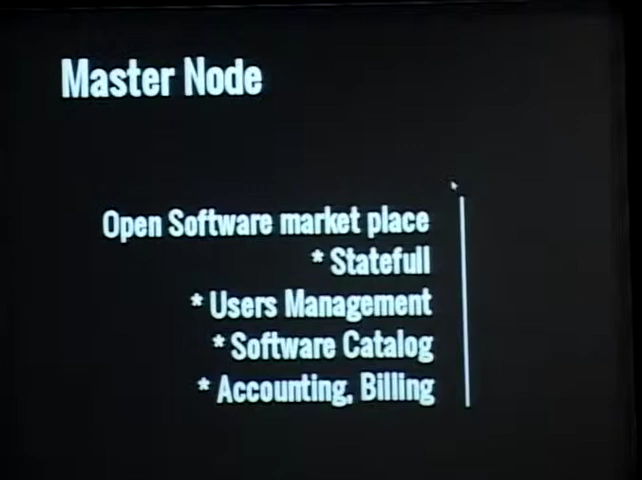 Master Node
Open Software market place
* Statefull
* Users Management
* Software Catalog
* Accounting, Billing